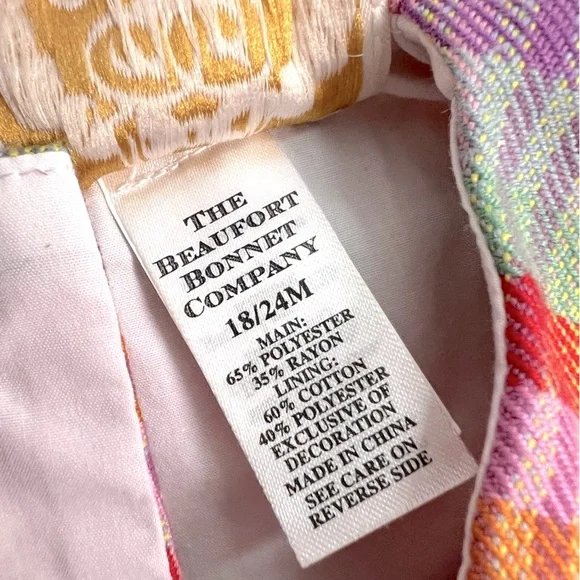 THE
BEAUFORT
BONNET
COMPANY
18/24M
MAIN:
65% POLYESTER
35% RAYON
LINING:
60% COTTON
40% POLYESTER
EXCLUSIVE OF
DECORATION
MADE IN CHINA
SEE CARE ON
REVERSE SIDE